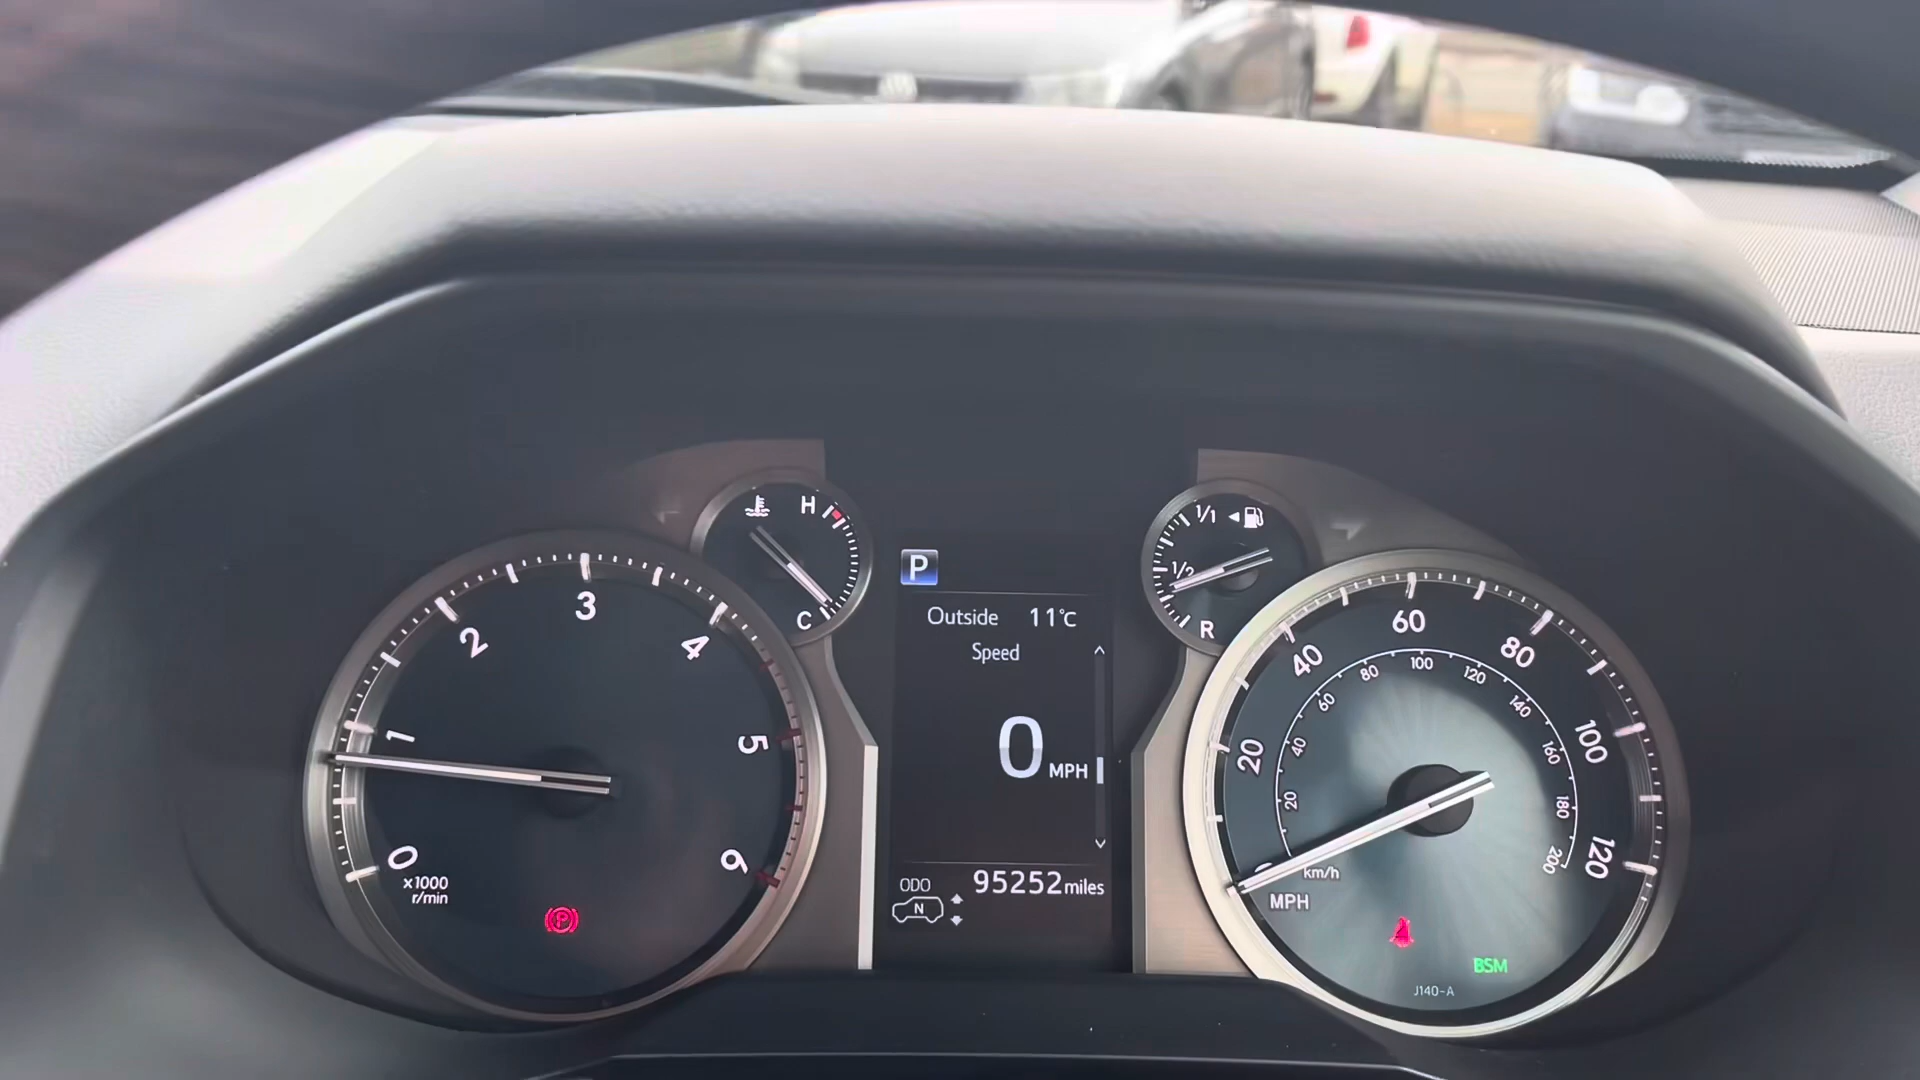 H
C
1/1
1/2
R
P
Outside 11°C
Speed
0 MPH
ODO 95252 miles
N
0
1
2
3
4
5
6
x1000
r/min
P
20
40
60
80
100
120
20
40
60
80
100
120
140
160
180
200
km/h
MPH
BSM
J140-A